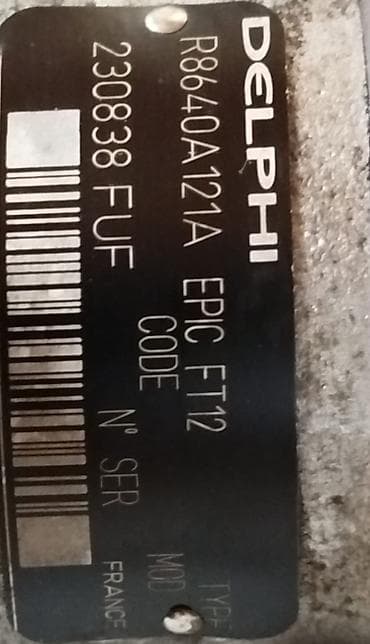 DELPHI
R8640A121A EPIC FT12 TYPE
CODE MOD
230838 FUF N° SER
FRANCE